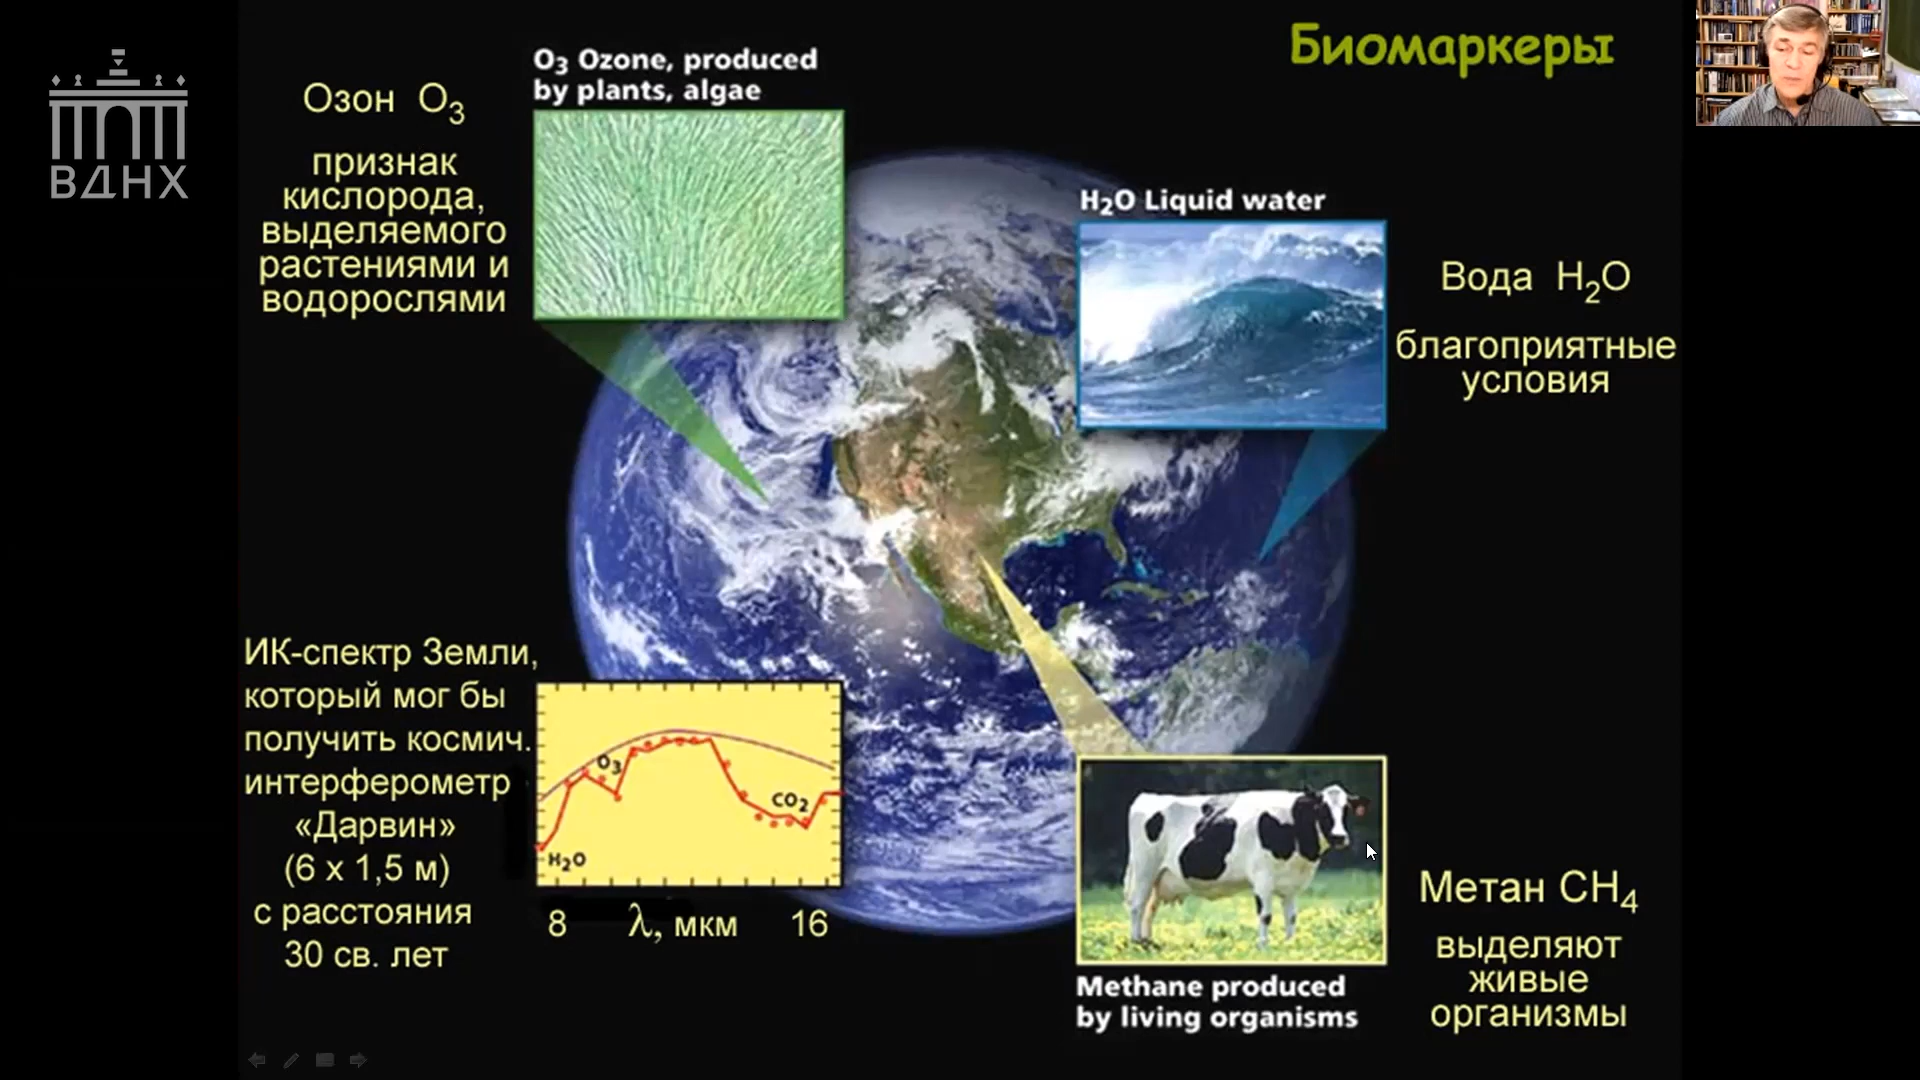 ВДНХ
Биомаркеры
Озон O₃
признак
кислорода,
выделяемого
растениями и
водорослями
O₃ Ozone, produced
by plants, algae
H₂O Liquid water
Вода H₂O
благоприятные
условия
ИК-спектр Земли,
который мог бы
получить космич.
интерферометр
«Дарвин»
(6 x 1,5 м)
с расстояния
30 св. лет
O₃
CO₂
H₂O
8 λ, мкм 16
Methane produced
by living organisms
Метан CH₄
выделяют
живые
организмы